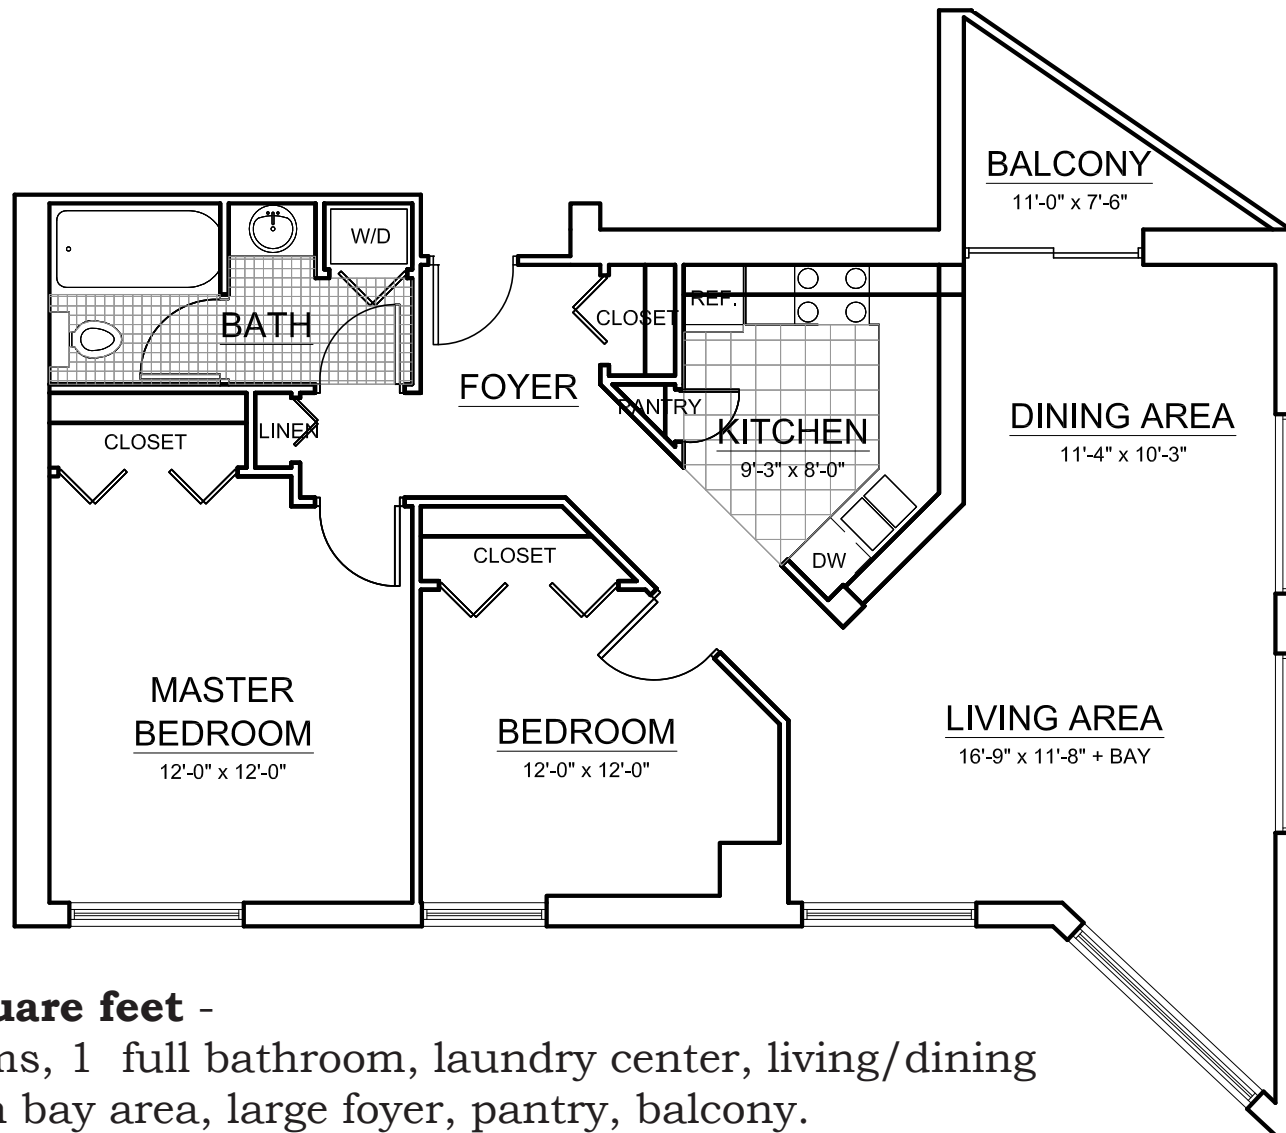 BALCONY
11'-0" x 7'-6"
W/D
REF.
CLOSET
BATH
FOYER
PANTRY
KITCHEN
9'-3" x 8'-0"
DINING AREA
11'-4" x 10'-3"
CLOSET
LINEN
CLOSET
DW
MASTER
BEDROOM
12'-0" x 12'-0"
BEDROOM
12'-0" x 12'-0"
LIVING AREA
16'-9" x 11'-8" + BAY
feet -
1 full bathroom, laundry center, living/dining
bay area, large foyer, pantry, balcony.